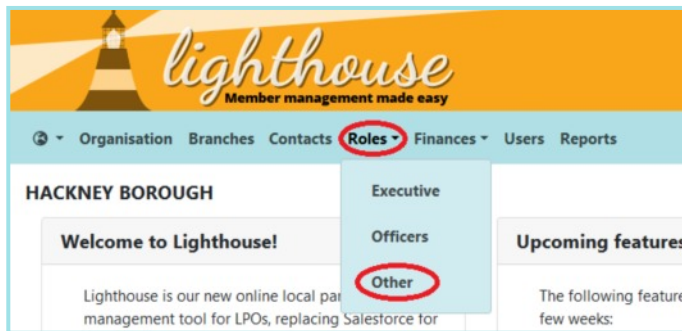 lighthouse
Member management made easy
Organisation Branches Contacts Roles Finances Users Reports
HACKNEY BOROUGH
Executive
Officers
Other
Welcome to Lighthouse!
Lighthouse is our new online local
management tool for LPOs, replacing Salesforce for
Upcoming features
The following feature
few weeks: